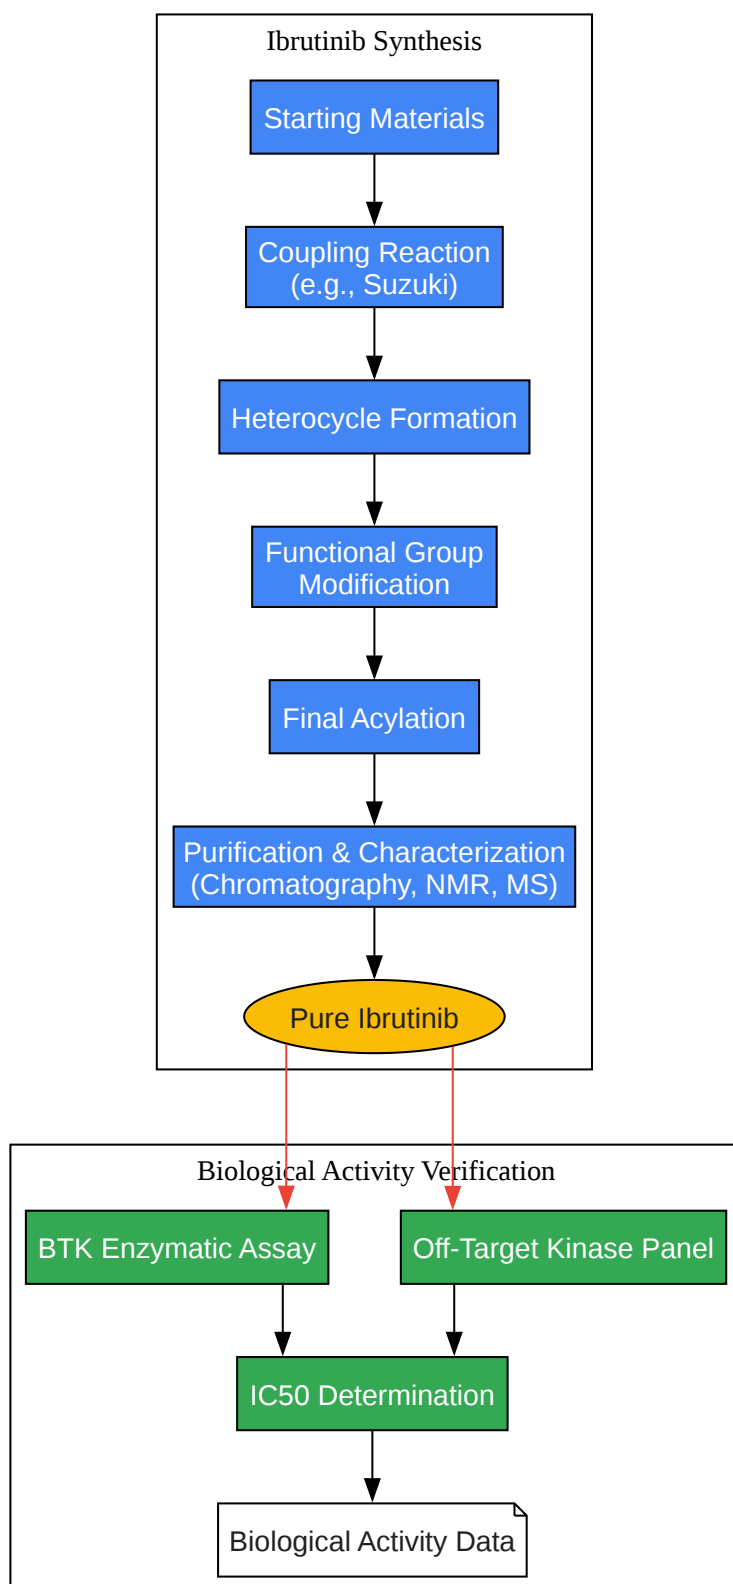 Ibrutinib Synthesis
Starting Materials
Coupling Reaction
(e.g., Suzuki)
Heterocycle Formation
Functional Group
Modification
Final Acylation
Purification & Characterization
(Chromatography, NMR, MS)
Pure Ibrutinib
Biological Activity Verification
BTK Enzymatic Assay
Off-Target Kinase Panel
IC50 Determination
Biological Activity Data